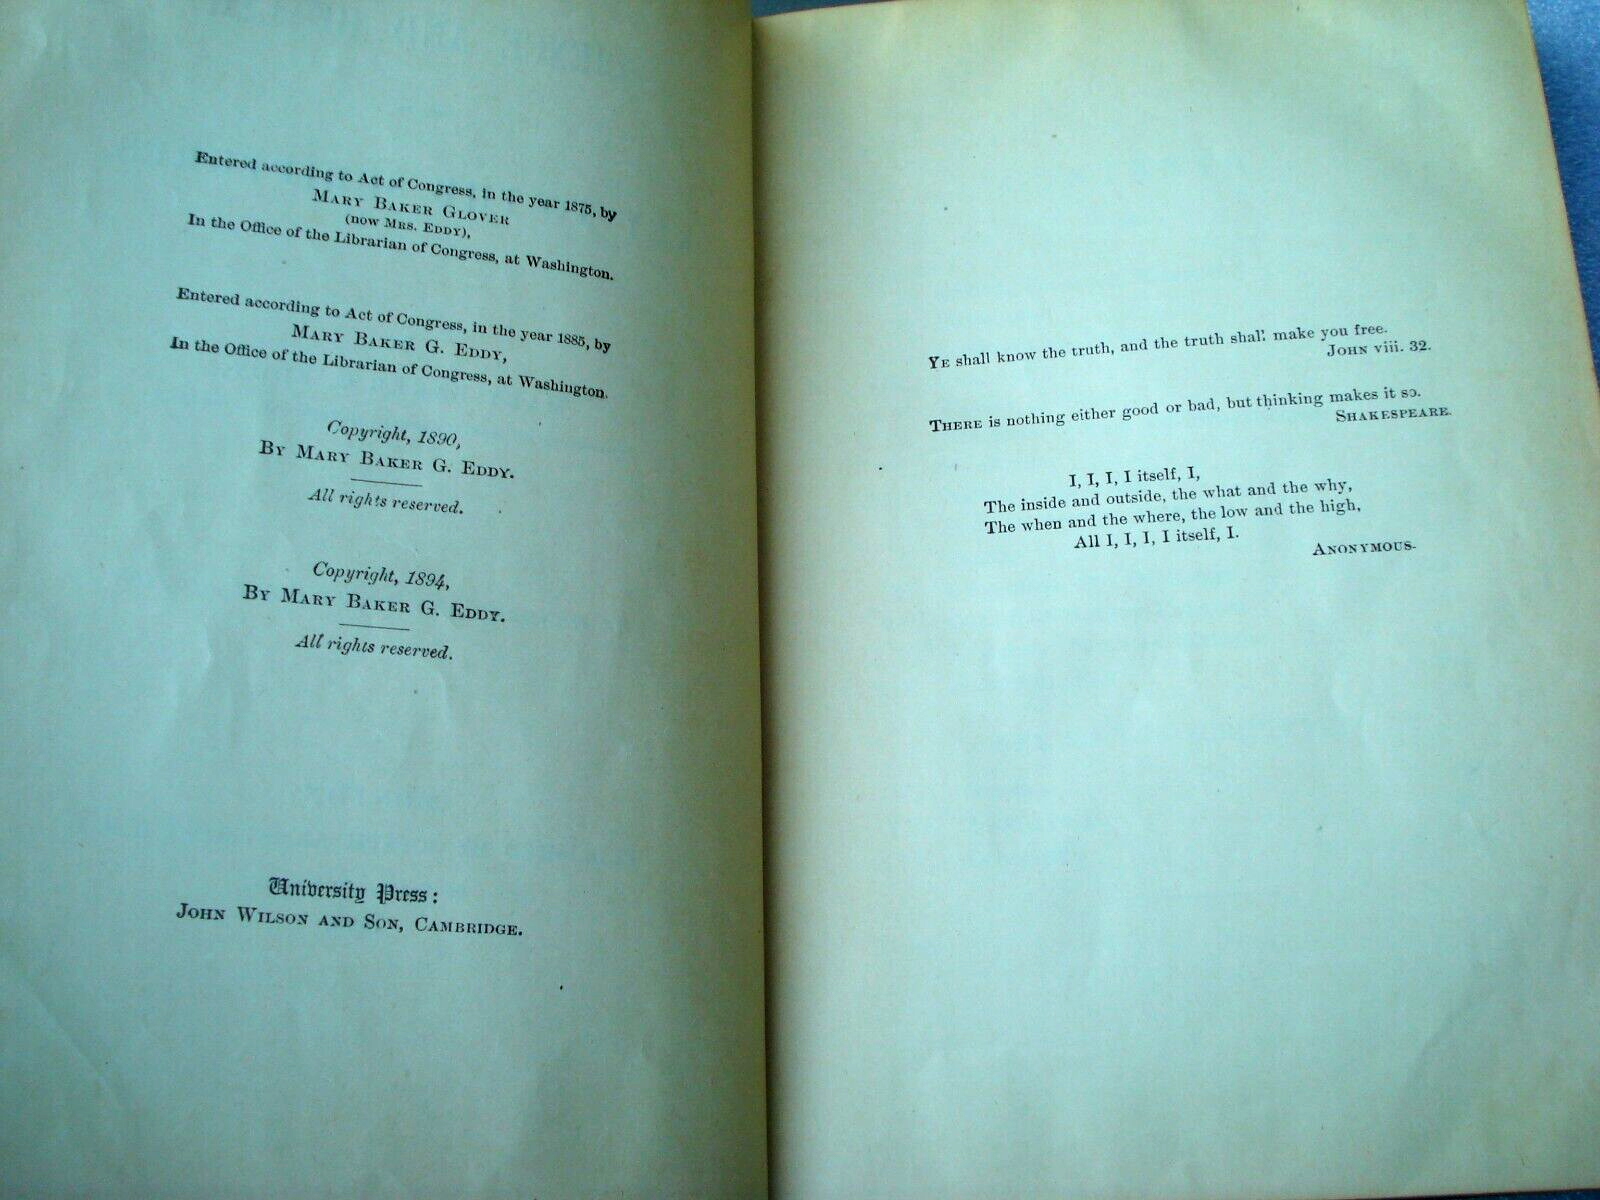 Entered according to Act of Congress, in the year 1875, by
MARY BAKER GLOVER
(NOW MRS. EDDY),
In the Office of the Librarian of Congress, at Washington.
Entered according to Act of Congress, in the year 1885, by
MARY BAKER G. EDDY,
In the Office of the Librarian of Congress, at Washington.
Copyright, 1890,
BY MARY BAKER G. EDDY.
All rights reserved.
Copyright, 1894,
BY MARY BAKER G. EDDY.
All rights reserved.
University Press:
JOHN WILSON AND SON, CAMBRIDGE.
YE shall know the truth, and the truth shall make you free.
JOHN viii. 32.
THERE is nothing either good or bad, but thinking makes it so.
SHAKESPEARE.
I, I, I, I itself, I,
The inside and outside, the what and the why,
The when and the where, the low and the high,
All I, I, I, I itself, I.
ANONYMOUS.